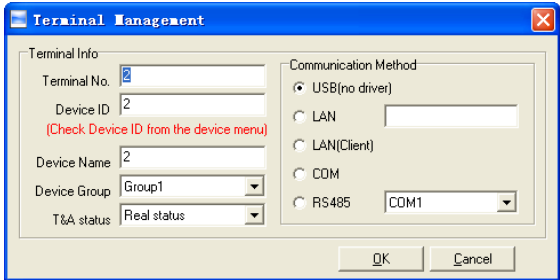 Terminal Management
Terminal Info
Terminal No. 2
Device ID 2
(Check Device ID from the device menu)
Device Name 2
Device Group Group1
T&A status Real status
Communication Method
USB(no driver)
LAN
LAN(Client)
COM
RS485 COM1
OK Cancel